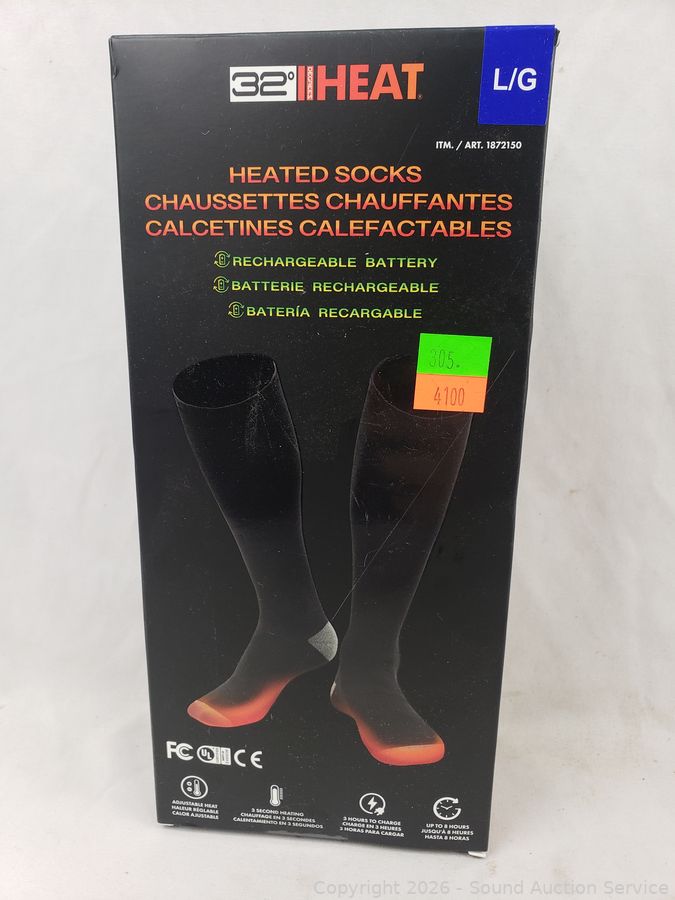 32° DEGREES HEAT
L/G
ITM. / ART. 1872150
HEATED SOCKS
CHAUSSETTES CHAUFFANTES
CALCETINES CALEFACTABLES
RECHARGEABLE BATTERY
BATTERIE RECHARGEABLE
BATERÍA RECARGABLE
305.
4100
FC UL CE
ADJUSTABLE HEAT
HALEUR RÉGLABLE
CALOR AJUSTABLE
3 SECOND HEATING
CHAUFFAGE EN 3 SECONDES
CALENTAMIENTO EN 3 SEGUNDOS
3 HOURS TO CHARGE
CHARGE EN 3 HEURES
3 HORAS PARA CARGAR
UP TO 8 HOURS
JUSQU'À 8 HEURES
HASTA 8 HORAS
Copyright 2026 - Sound Auction Service